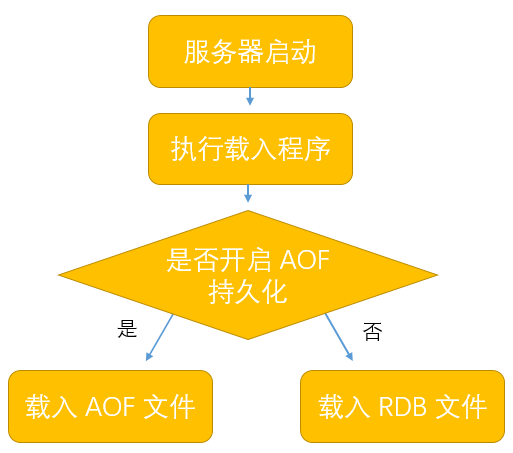 服务器启动
执行载入程序
是否开启 AOF
持久化
是
否
载入 AOF 文件
载入 RDB 文件